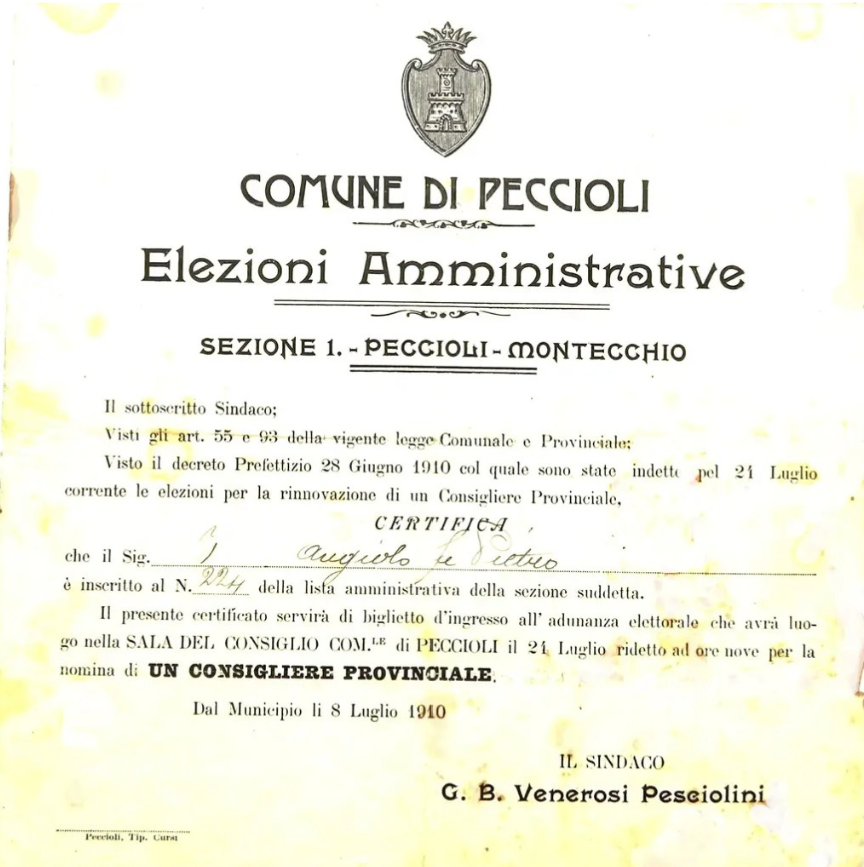 COMUNE DI PECCIOLI
Elezioni Amministrative
SEZIONE 1. - PECCIOLI - MONTECCHIO
Il sottoscritto Sindaco;
Visti gli art. 55 e 93 della vigente legge Comunale e Provinciale;
Visto il decreto Prefettizio 28 Giugno 1910 col quale sono state indette pel 24 Luglio
corrente le elezioni per la rinnovazione di un Consigliere Provinciale,
CERTIFICA
che il Sig. Angiolo fu Pietro
è inscritto al N. 224 della lista amministrativa della sezione suddetta.
Il presente certificato servirà di biglietto d'ingresso all' adunanza elettorale che avrà luo-
go nella SALA DEL CONSIGLIO COM.LE di PECCIOLI il 24 Luglio ridetto ad ore nove per la
nomina di UN CONSIGLIERE PROVINCIALE.
Dal Municipio li 8 Luglio 1910
IL SINDACO
G. B. Venerosi Pesciolini
Peccioli, Tip. Cursi